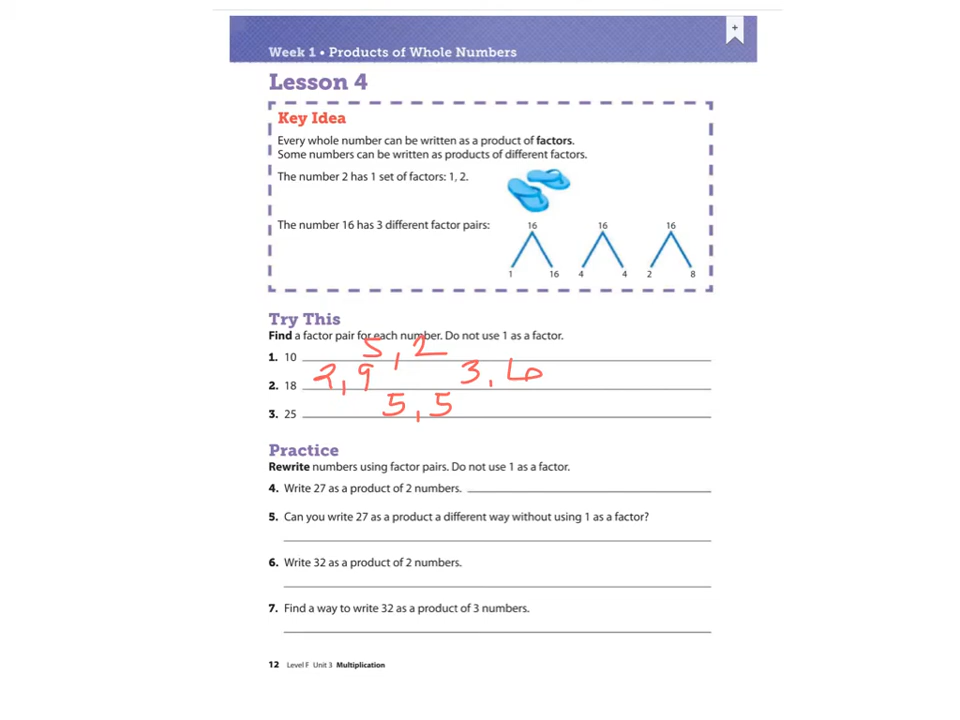 +
Week 1 • Products of Whole Numbers
Lesson 4
Key Idea
Every whole number can be written as a product of factors.
Some numbers can be written as products of different factors.
The number 2 has 1 set of factors: 1, 2.
The number 16 has 3 different factor pairs:
16 16 16
1 16 4 4 2 8
Try This
Find a factor pair for each number. Do not use 1 as a factor.
1. 10 5, 2
2. 18 2, 9 3, 6
3. 25 5, 5
Practice
Rewrite numbers using factor pairs. Do not use 1 as a factor.
4. Write 27 as a product of 2 numbers.
5. Can you write 27 as a product a different way without using 1 as a factor?
6. Write 32 as a product of 2 numbers.
7. Find a way to write 32 as a product of 3 numbers.
12 Level F Unit 3 Multiplication